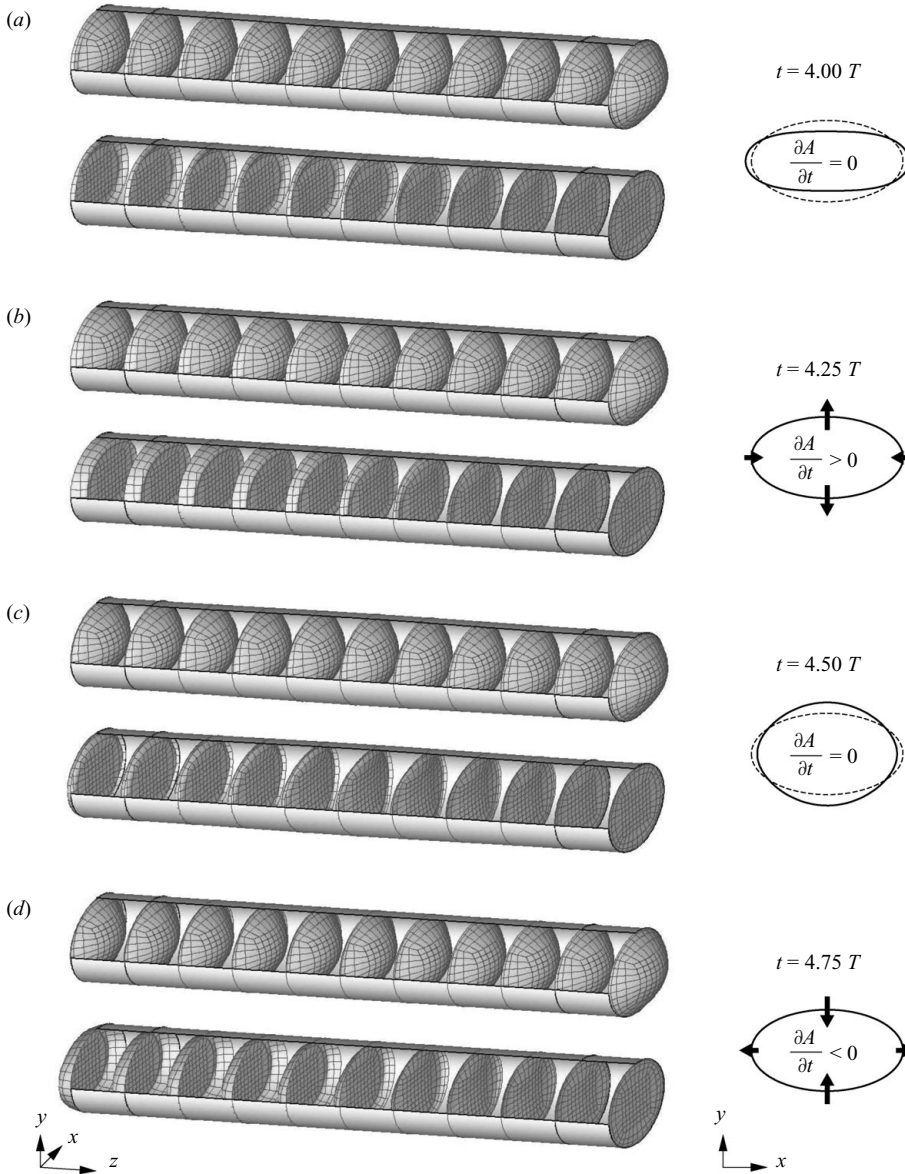 (a)
t = 4.00 T
∂A/∂t = 0
(b)
t = 4.25 T
∂A/∂t > 0
(c)
t = 4.50 T
∂A/∂t = 0
(d)
t = 4.75 T
∂A/∂t < 0
y
x
z
y
x